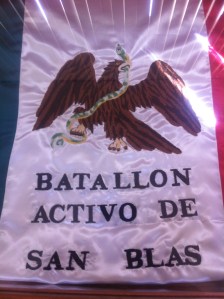 BATALLON
ACTIVO DE
SAN BLAS